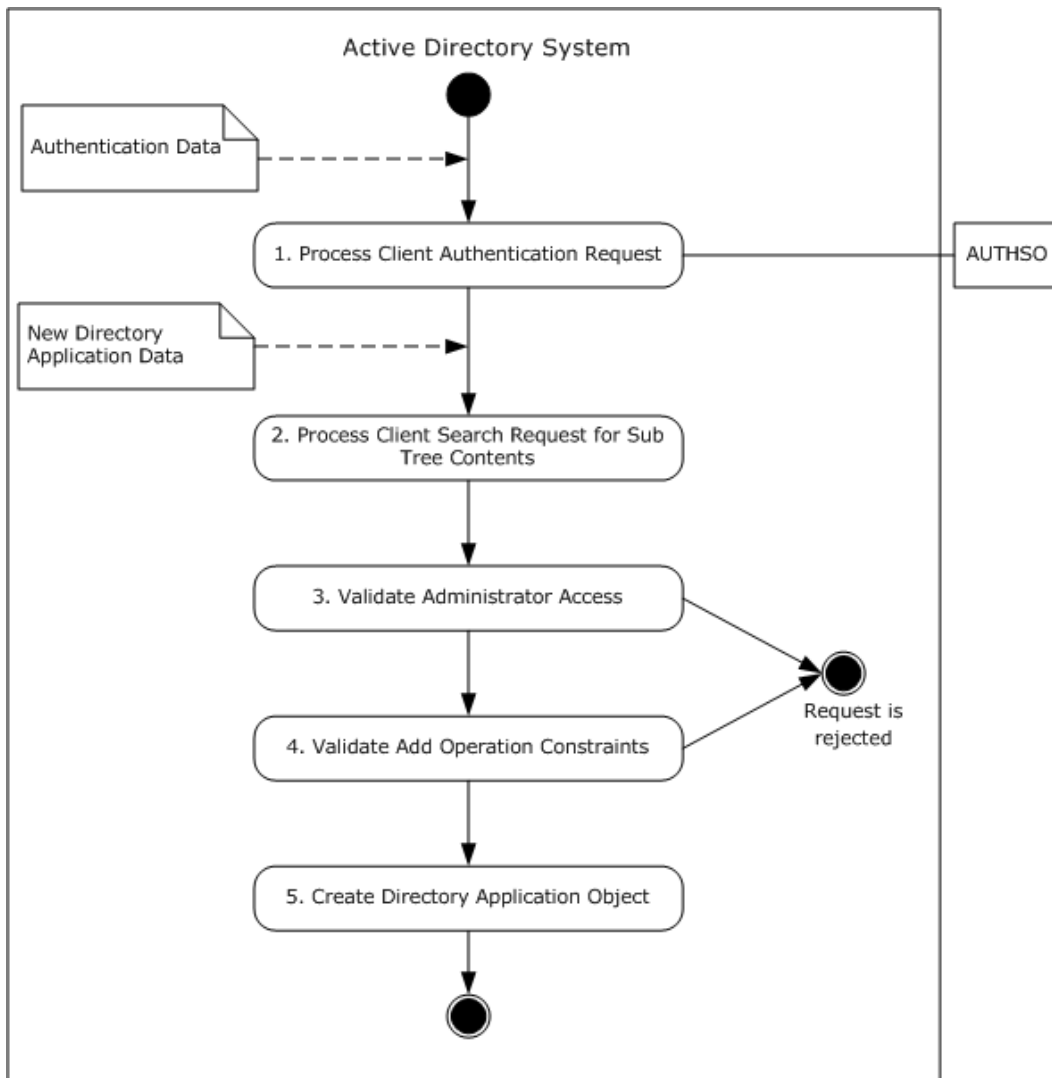 Active Directory System
Authentication Data
1. Process Client Authentication Request
AUTHSO
New Directory
Application Data
2. Process Client Search Request for Sub
Tree Contents
3. Validate Administrator Access
Request is
rejected
4. Validate Add Operation Constraints
5. Create Directory Application Object